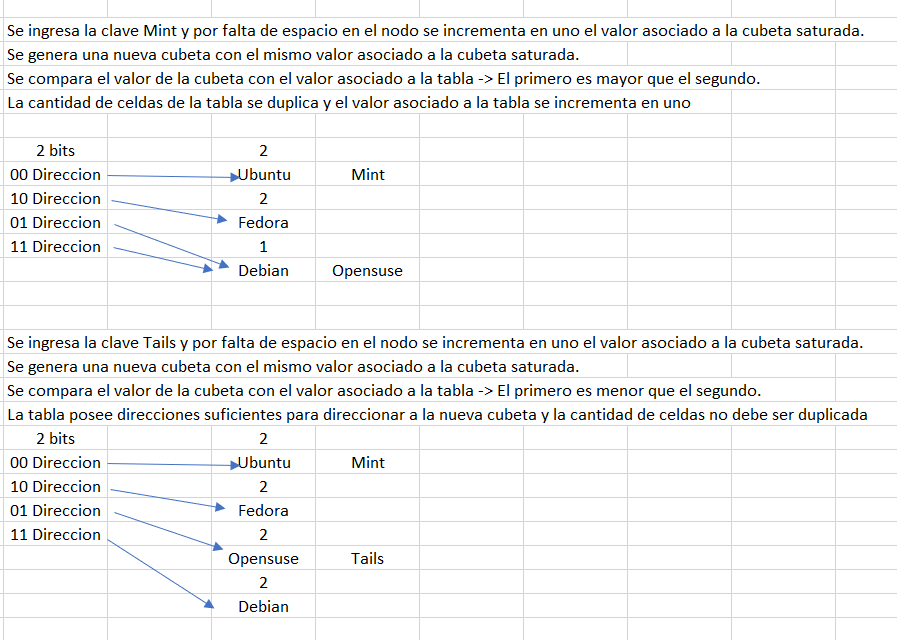 Se ingresa la clave Mint y por falta de espacio en el nodo se incrementa en uno el valor asociado a la cubeta saturada.
Se genera una nueva cubeta con el mismo valor asociado a la cubeta saturada.
Se compara el valor de la cubeta con el valor asociado a la tabla -> El primero es mayor que el segundo.
La cantidad de celdas de la tabla se duplica y el valor asociado a la tabla se incrementa en uno
2 bits 2
00 Direccion Ubuntu Mint
10 Direccion 2
01 Direccion Fedora
11 Direccion 1
Debian Opensuse
Se ingresa la clave Tails y por falta de espacio en el nodo se incrementa en uno el valor asociado a la cubeta saturada.
Se genera una nueva cubeta con el mismo valor asociado a la cubeta saturada.
Se compara el valor de la cubeta con el valor asociado a la tabla -> El primero es menor que el segundo.
La tabla posee direcciones suficientes para direccionar a la nueva cubeta y la cantidad de celdas no debe ser duplicada
2 bits 2
00 Direccion Ubuntu Mint
10 Direccion 2
01 Direccion Fedora
11 Direccion 2
Opensuse Tails
2
Debian